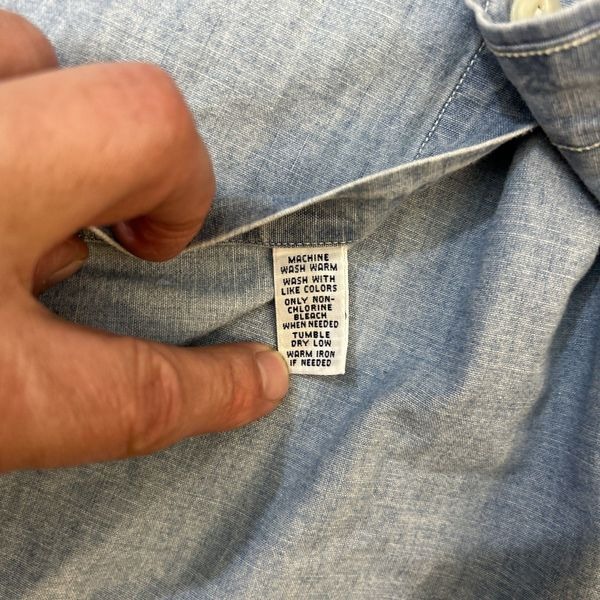 MACHINE
WASH WARM
WASH WITH
LIKE COLORS
ONLY NON-
CHLORINE
BLEACH
WHEN NEEDED
TUMBLE
DRY LOW
WARM IRON
IF NEEDED